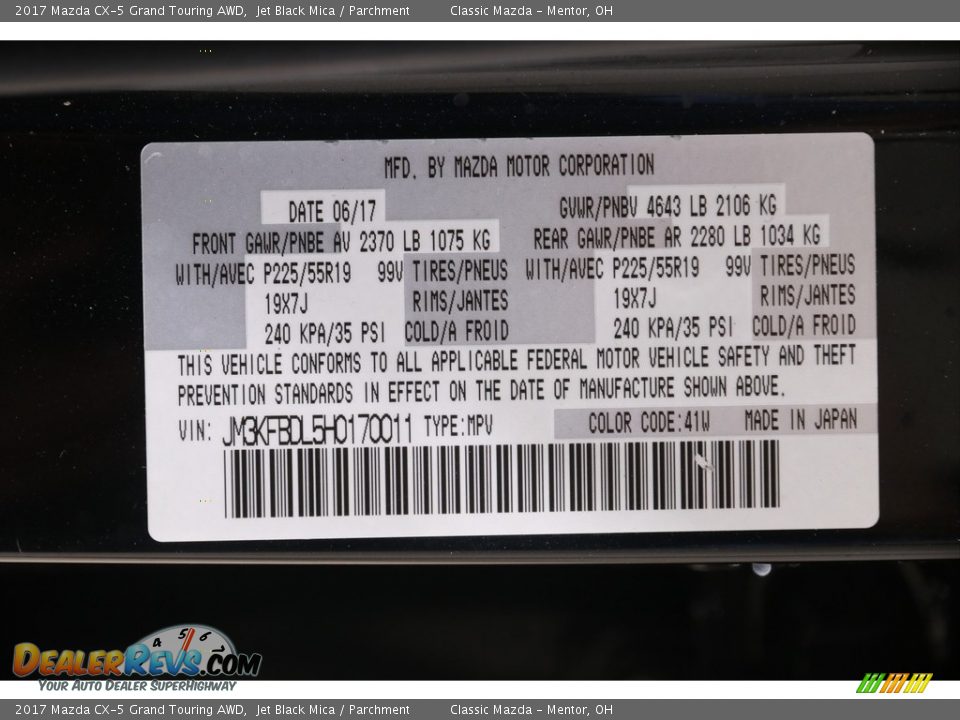 2017 Mazda CX-5 Grand Touring AWD, Jet Black Mica / Parchment Classic Mazda - Mentor, OH
MFD. BY MAZDA MOTOR CORPORATION
DATE 06/17 GVWR/PNBV 4643 LB 2106 KG
FRONT GAWR/PNBE AV 2370 LB 1075 KG REAR GAWR/PNBE AR 2280 LB 1034 KG
WITH/AVEC P225/55R19 99V TIRES/PNEUS WITH/AVEC P225/55R19 99V TIRES/PNEUS
19X7J RIMS/JANTES 19X7J RIMS/JANTES
240 KPA/35 PSI COLD/A FROID 240 KPA/35 PSI COLD/A FROID
THIS VEHICLE CONFORMS TO ALL APPLICABLE FEDERAL MOTOR VEHICLE SAFETY AND THEFT
PREVENTION STANDARDS IN EFFECT ON THE DATE OF MANUFACTURE SHOWN ABOVE.
VIN: JM3KFBDL5H0170011 TYPE:MPV COLOR CODE:41W MADE IN JAPAN
4 5 6 7
DealerRevs.com
Your Auto Dealer SuperHighway
2017 Mazda CX-5 Grand Touring AWD, Jet Black Mica / Parchment Classic Mazda - Mentor, OH